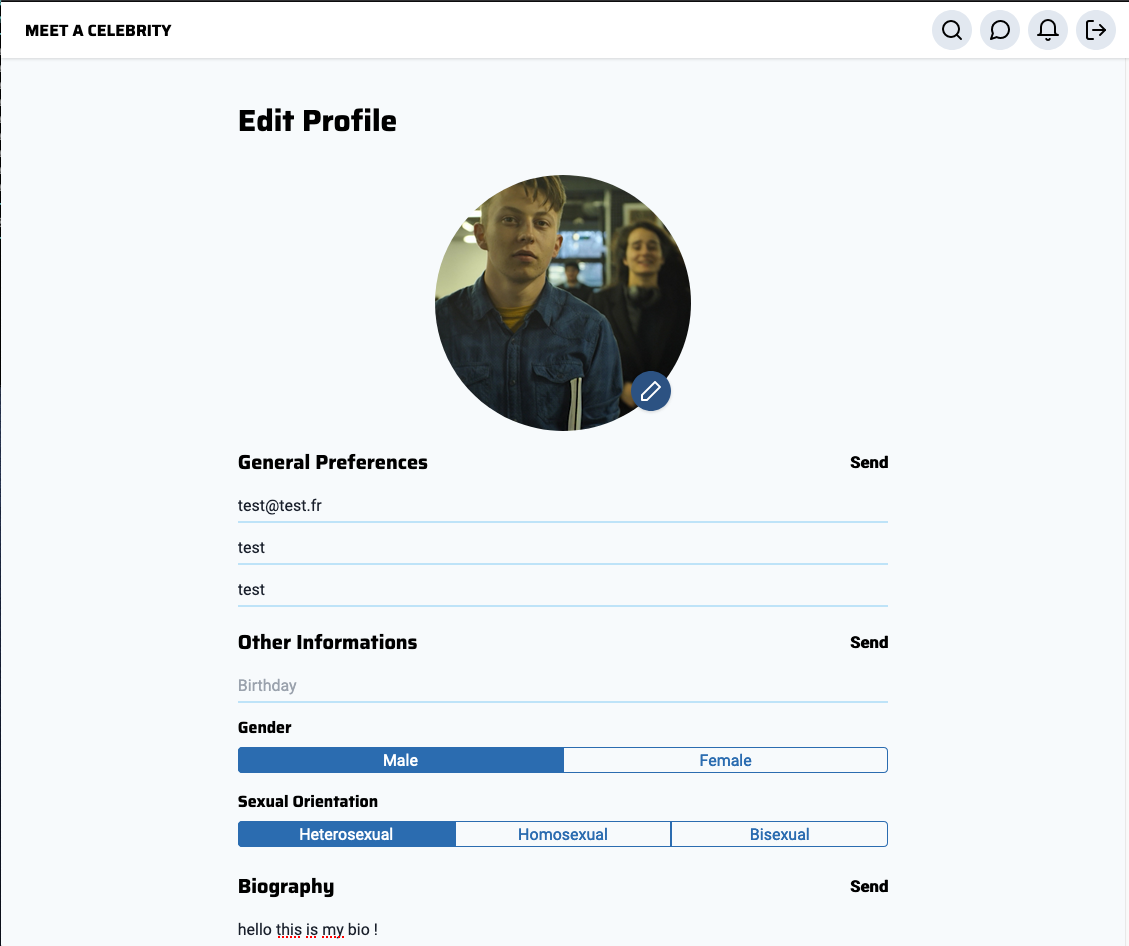 MEET A CELEBRITY
Edit Profile
General Preferences Send
test@test.fr
test
test
Other Informations Send
Birthday
Gender
Male Female
Sexual Orientation
Heterosexual Homosexual Bisexual
Biography Send
hello this is my bio !